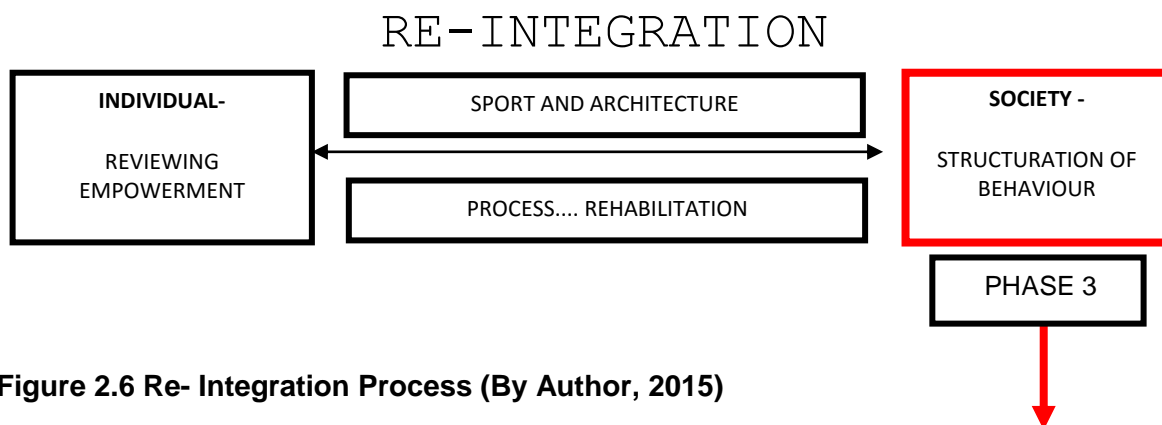 RE-INTEGRATION
INDIVIDUAL-
REVIEWING
EMPOWERMENT
SPORT AND ARCHITECTURE
PROCESS.... REHABILITATION
SOCIETY -
STRUCTURATION OF
BEHAVIOUR
PHASE 3
Figure 2.6 Re- Integration Process (By Author, 2015)